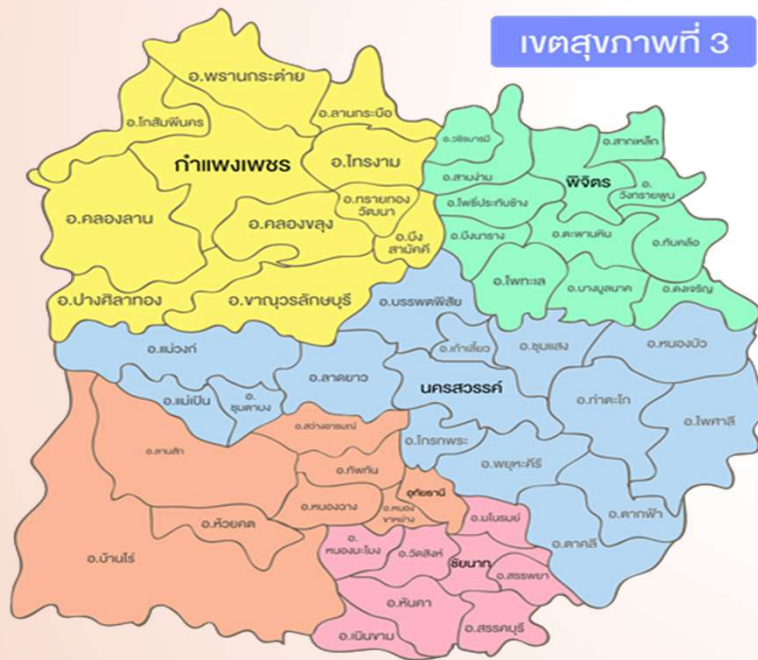 เขตสุขภาพที่ 3
อ.พรานกระต่าย
อ.โกสัมพีนคร
อ.ลานกระบือ
กำแพงเพชร
อ.ไทรงาม
อ.คลองลาน
อ.คลองขลุง
อ.ทรายทอง
วัฒนา
อ.บึง
สามัคคี
อ.ปางศิลาทอง
อ.ขาณุวรลักษบุรี
อ.วชิรบารมี
อ.สากเหล็ก
อ.สามง่าม
พิจิตร
อ.
วังทรายพูน
อ.โพธิ์ประทับช้าง
อ.บึงนาราง
อ.ตะพานหิน
อ.ทับคล้อ
อ.โพทะเล
อ.บางมูลนาก
อ.ดงเจริญ
อ.บรรพตพิสัย
อ.แม่วงก์
อ.เก้าเลี้ยว
อ.ชุมแสง
อ.หนองบัว
อ.แม่เปิน
อ.
ชุมตาบง
อ.ลาดยาว
นครสวรรค์
อ.ท่าตะโก
อ.ไพศาลี
อ.โกรกพระ
อ.พยุหะคีรี
อ.ตากฟ้า
อ.ตาคลี
อ.สว่างอารมณ์
อ.ลานสัก
อ.ทัพทัน
อ.หนองฉาง
อ.หนอง
ขาหย่าง
อุทัยธานี
อ.ห้วยคต
อ.บ้านไร่
อ.มโนรมย์
อ.
หนองมะโมง
อ.วัดสิงห์
ชัยนาท
อ.สรรพยา
อ.หันคา
อ.สรรคบุรี
อ.เนินขาม